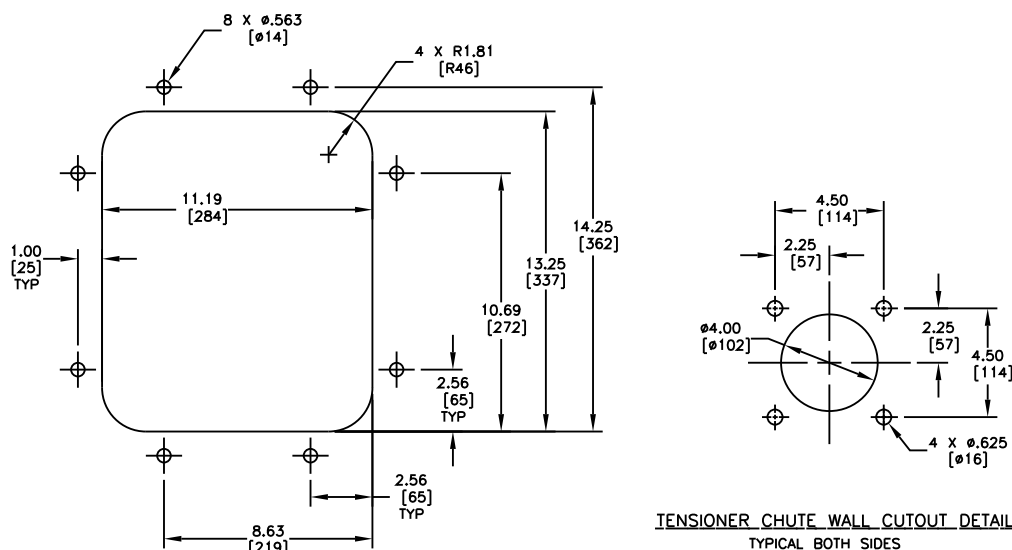 8 X ø.563
[ø14]
4 X R1.81
[R46]
11.19
[284]
1.00
[25]
TYP
14.25
[362]
13.25
[337]
10.69
[272]
2.56
[65]
TYP
2.56
[65]
TYP
8.63
[219]
4.50
[114]
2.25
[57]
ø4.00
[ø102]
2.25
[57]
4.50
[114]
4 X ø.625
[ø16]
TENSIONER CHUTE WALL CUTOUT DETAIL
TYPICAL BOTH SIDES